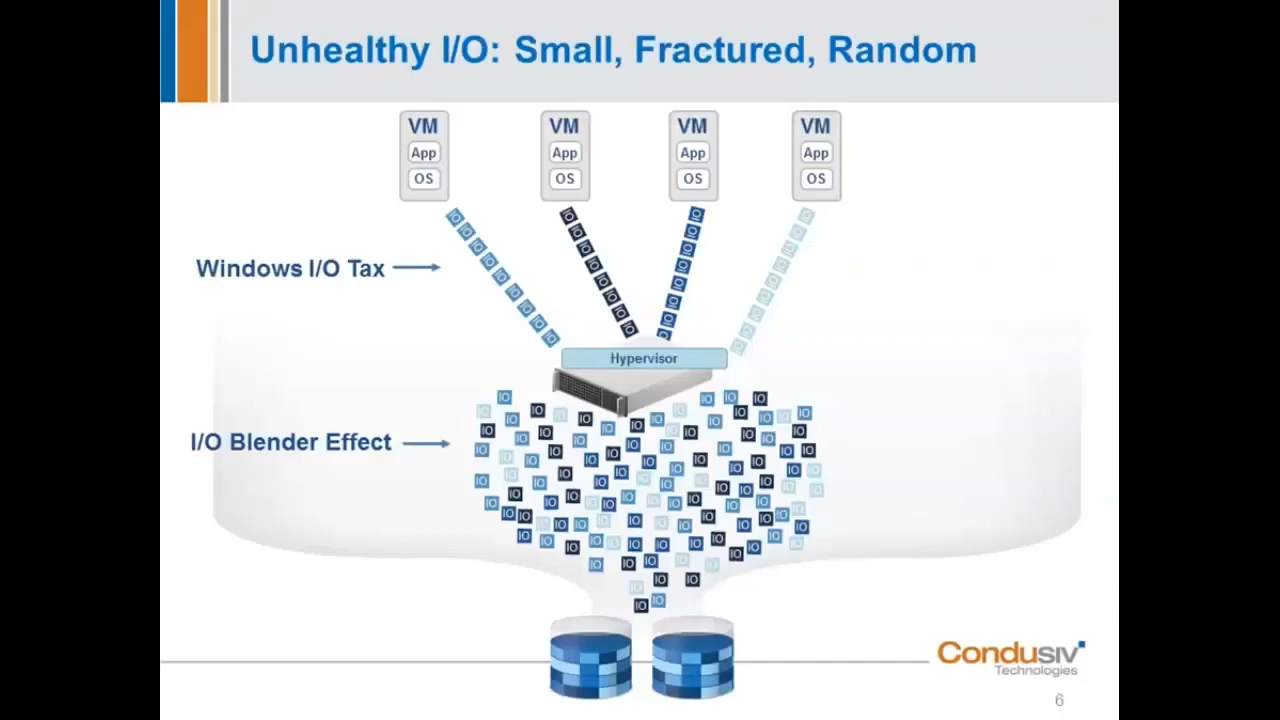 Unhealthy I/O: Small, Fractured, Random
VM VM VM VM
App App App App
OS OS OS OS
Windows I/O Tax
Hypervisor
I/O Blender Effect
IO
Condusiv
Technologies
6